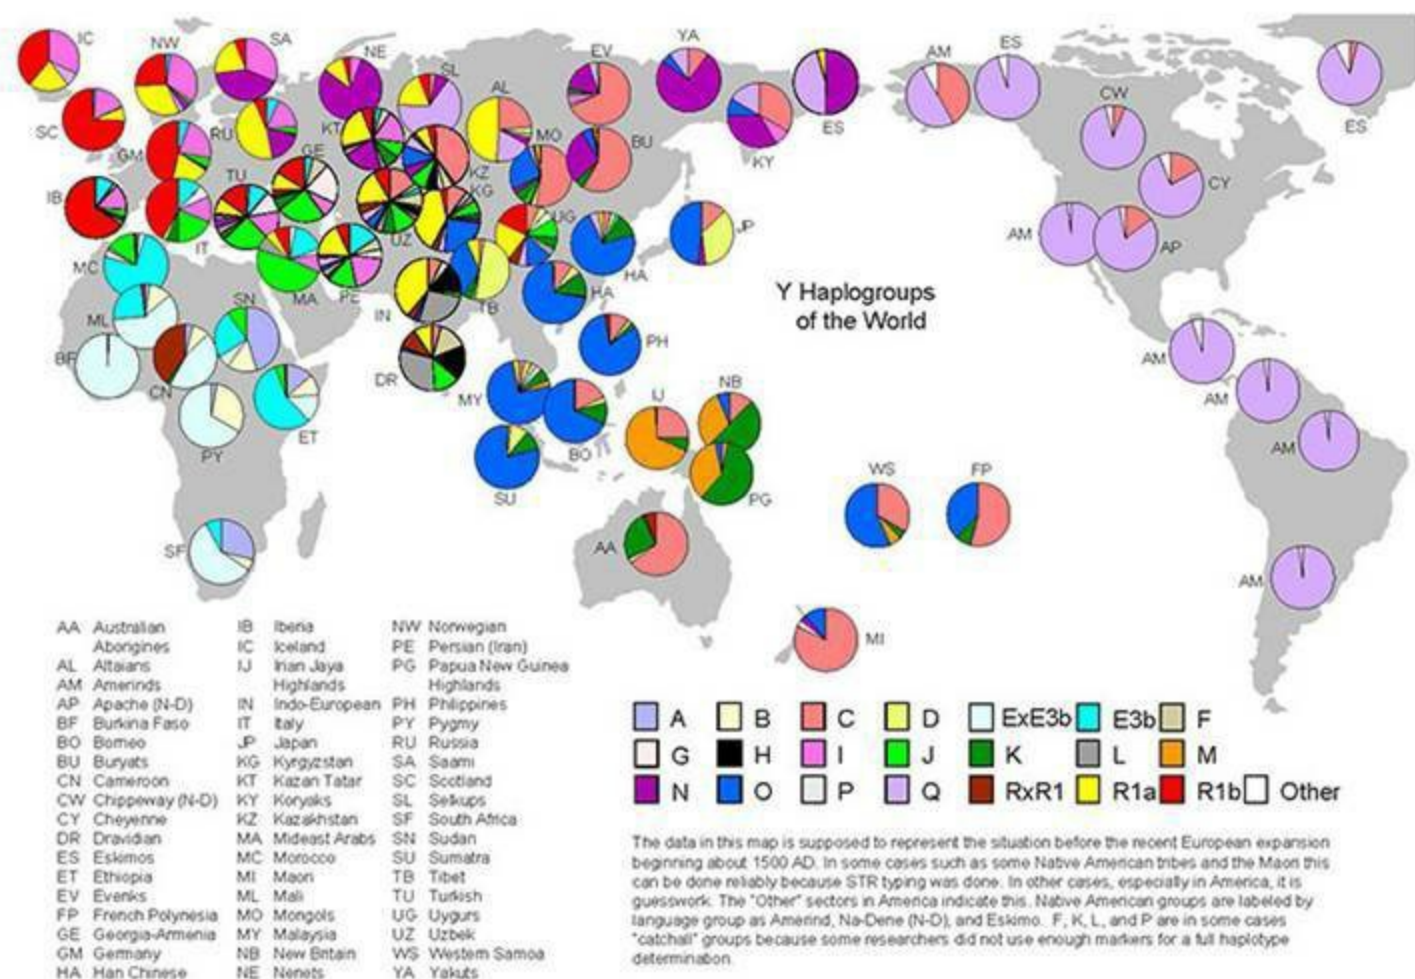 IC
NW
SA
NE
SL
AL
EV
YA
ES
AM
ES
CW
ES
SC
GM
RU
KT
MO
BU
KY
KZ
KG
CY
IB
TU
GE
IT
UZ
UG
JP
HA
AM
AP
MC
MA
PE
IN
TB
HA
Y Haplogroups
of the World
ML
SN
BF
CN
DR
PH
AM
MY
IJ
NB
AM
PY
ET
SU
BO
PG
WS
FP
AM
SF
AA
AM
MI
AA Australian
Aborigines
AL Altaians
AM Amerinds
AP Apache (N-D)
BF Burkina Faso
BO Borneo
BU Buryats
CN Cameroon
CW Chippeway (N-D)
CY Cheyenne
DR Dravidian
ES Eskimos
ET Ethiopia
EV Evenks
FP French Polynesia
GE Georgia-Armenia
GM Germany
HA Han Chinese
IB Iberia
IC Iceland
IJ Irian Jaya
Highlands
IN Indo-European
IT Italy
JP Japan
KG Kyrgyzstan
KT Kazan Tatar
KY Koryaks
KZ Kazakhstan
MA Mideast Arabs
MC Morocco
MI Maori
ML Mali
MO Mongols
MY Malaysia
NB New Britain
NE Nenets
NW Norwegian
PE Persian (Iran)
PG Papua New Guinea
Highlands
PH Philippines
PY Pygmy
RU Russia
SA Saami
SC Scotland
SL Selkups
SF South Africa
SN Sudan
SU Sumatra
TB Tibet
TU Turkish
UG Uygurs
UZ Uzbek
WS Western Samoa
YA Yakuts
A B C D ExE3b E3b F
G H I J K L M
N O P Q RxR1 R1a R1b Other
The data in this map is supposed to represent the situation before the recent European expansion
beginning about 1500 AD. In some cases such as some Native American tribes and the Maori this
can be done reliably because STR typing was done. In other cases, especially in America, it is
guesswork. The "Other" sectors in America indicate this. Native American groups are labeled by
language group as Amerind, Na-Dene (N-D), and Eskimo. F, K, L, and P are in some cases
"catchall" groups because some researchers did not use enough markers for a full haplotype
determination.